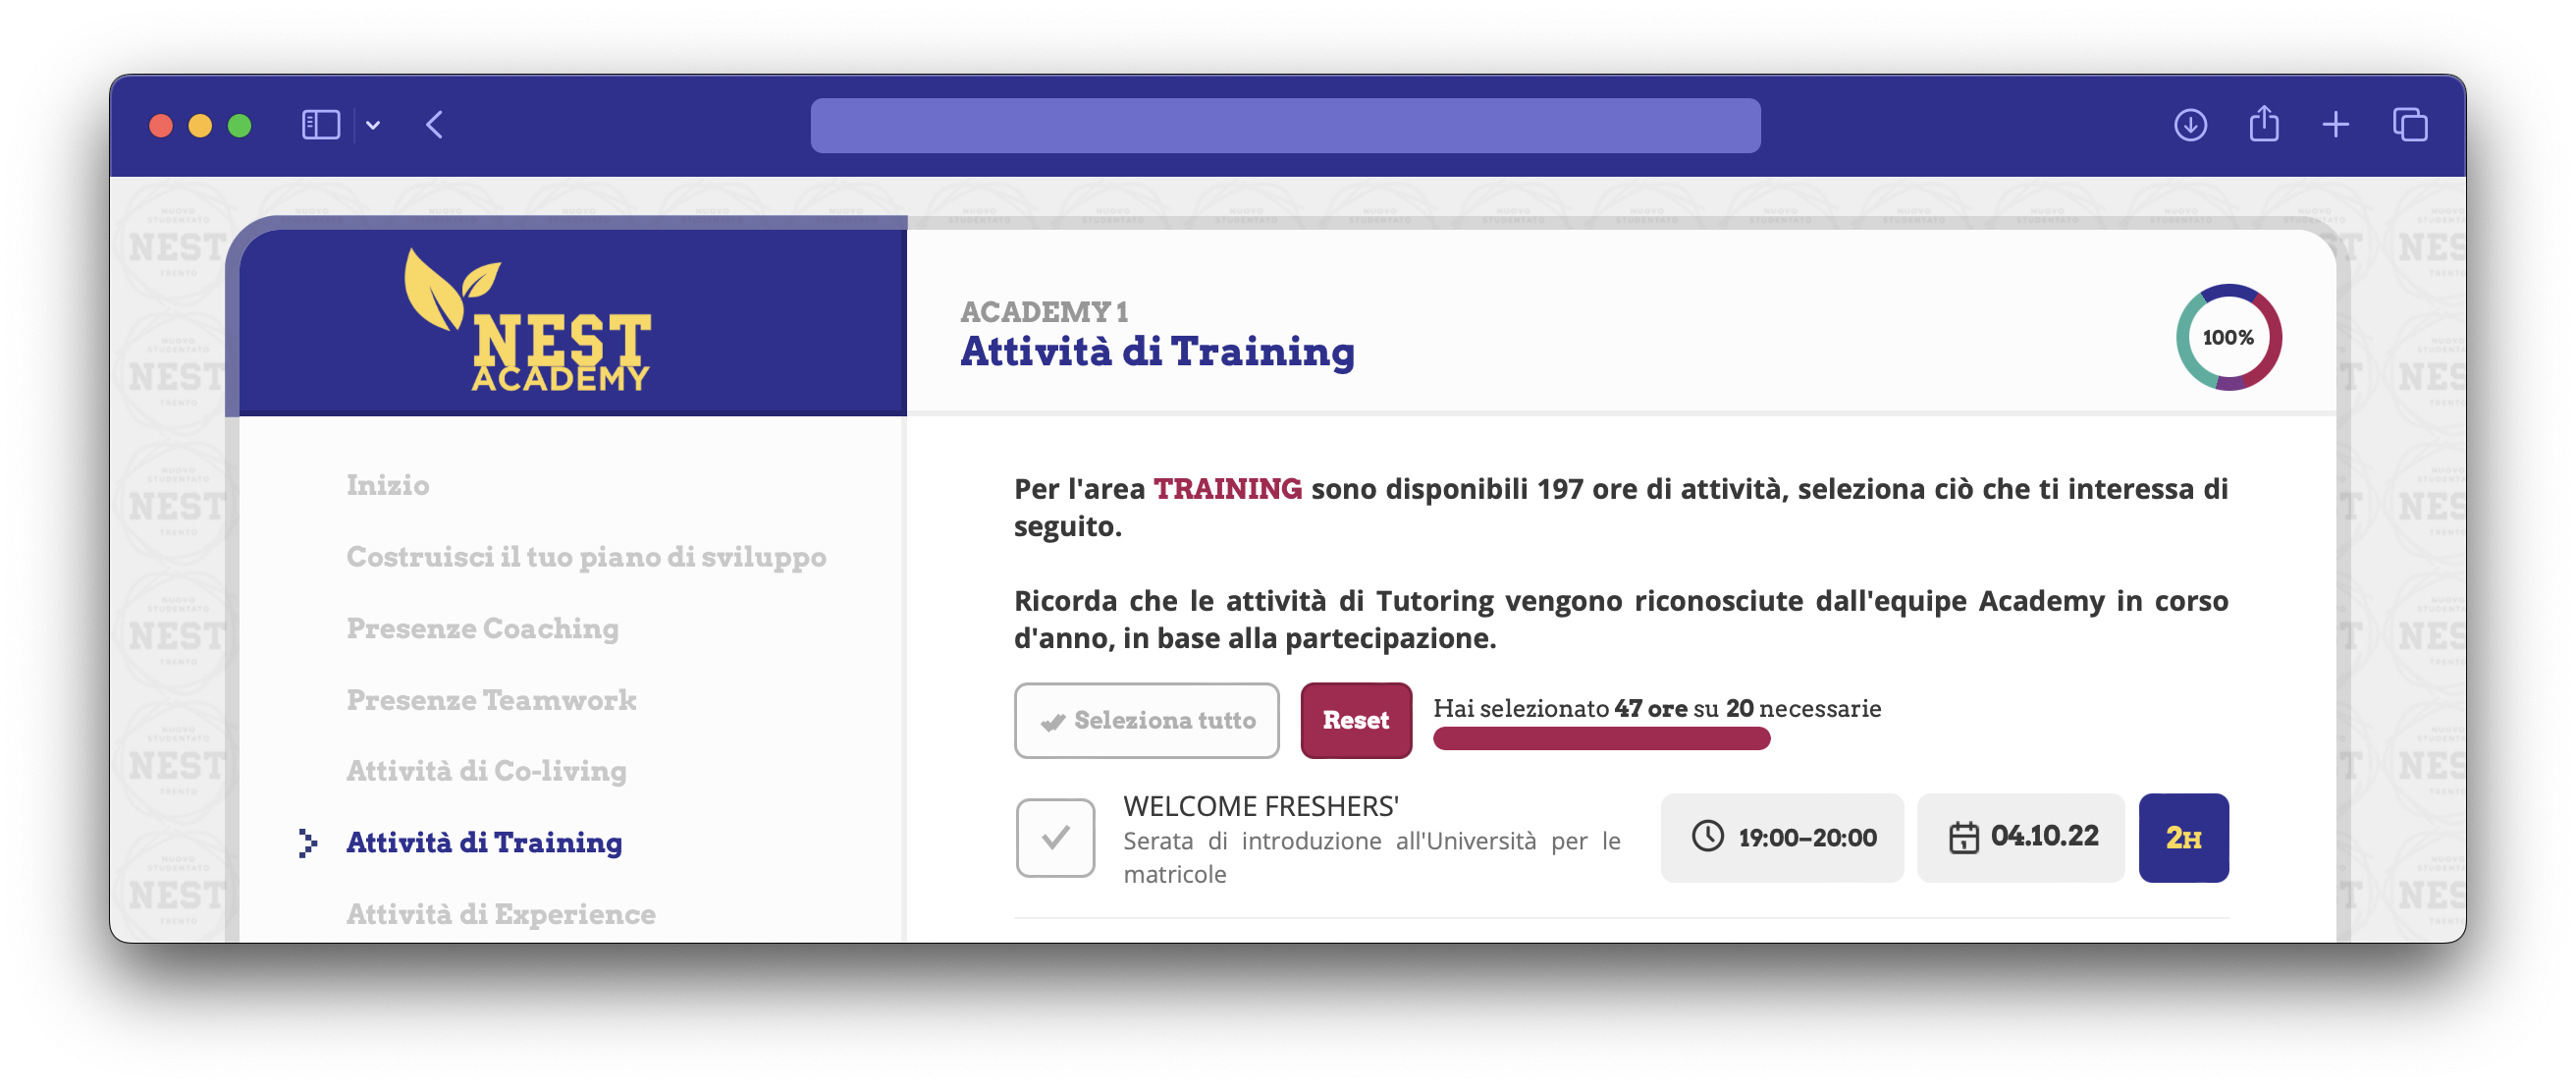 NEST
ACADEMY
ACADEMY 1
Attività di Training
100%
Inizio
Costruisci il tuo piano di sviluppo
Presenze Coaching
Presenze Teamwork
Attività di Co-living
Attività di Training
Attività di Experience
Per l'area TRAINING sono disponibili 197 ore di attività, seleziona ciò che ti interessa di
seguito.
Ricorda che le attività di Tutoring vengono riconosciute dall'equipe Academy in corso
d'anno, in base alla partecipazione.
Seleziona tutto
Reset
Hai selezionato 47 ore su 20 necessarie
WELCOME FRESHERS'
Serata di introduzione all'Università per le
matricole
19:00–20:00
04.10.22
2H
NUOVO
STUDENTATO
NEST
TRENTO